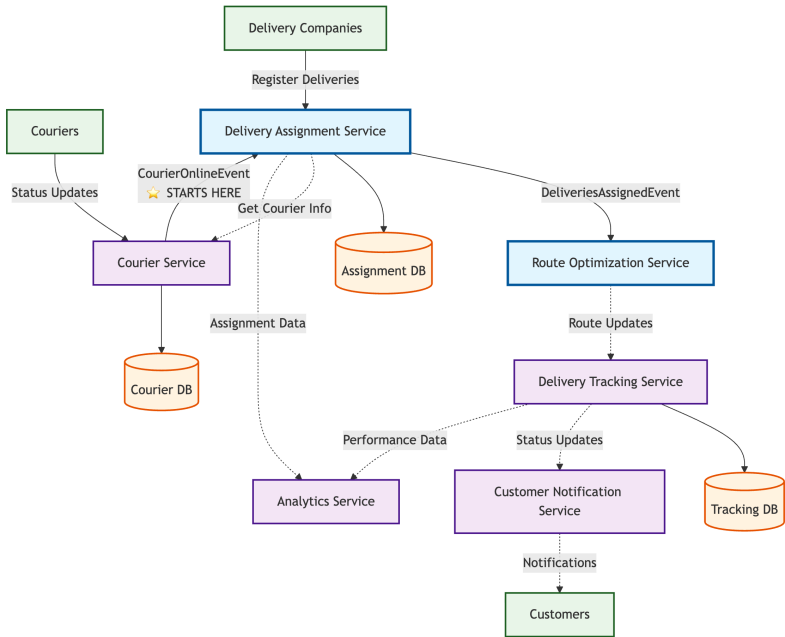 Delivery Companies
Register Deliveries
Couriers
Delivery Assignment Service
CourierOnlineEvent
⭐ STARTS HERE
Status Updates
DeliveriesAssignedEvent
Get Courier Info
Courier Service
Assignment DB
Route Optimization Service
Assignment Data
Route Updates
Courier DB
Delivery Tracking Service
Performance Data
Status Updates
Analytics Service
Customer Notification
Service
Tracking DB
Notifications
Customers